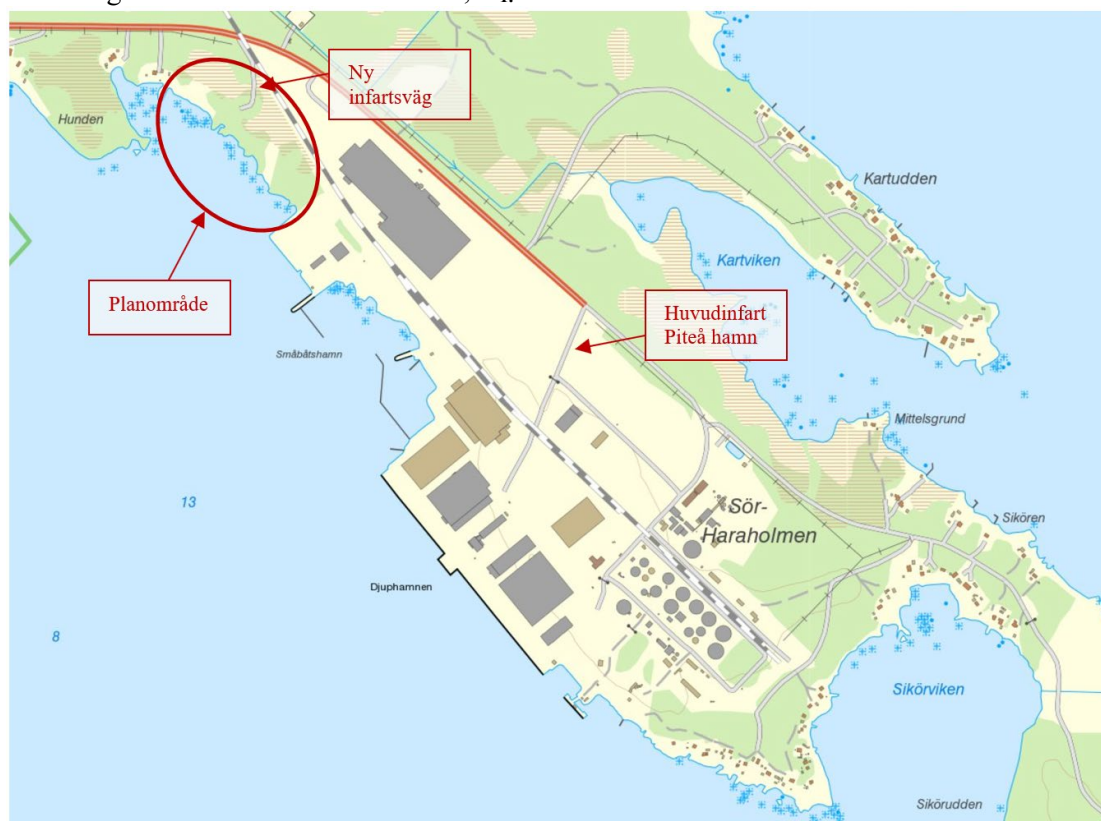 Ny
infartsväg
Hunden
Kartudden
Kartviken
Planområde
Huvudinfart
Piteå hamn
Småbåtshamn
Mittelsgrund
13
Sör-
Haraholmen
Sikören
Djuphamnen
8
Sikörviken
Sikörudden